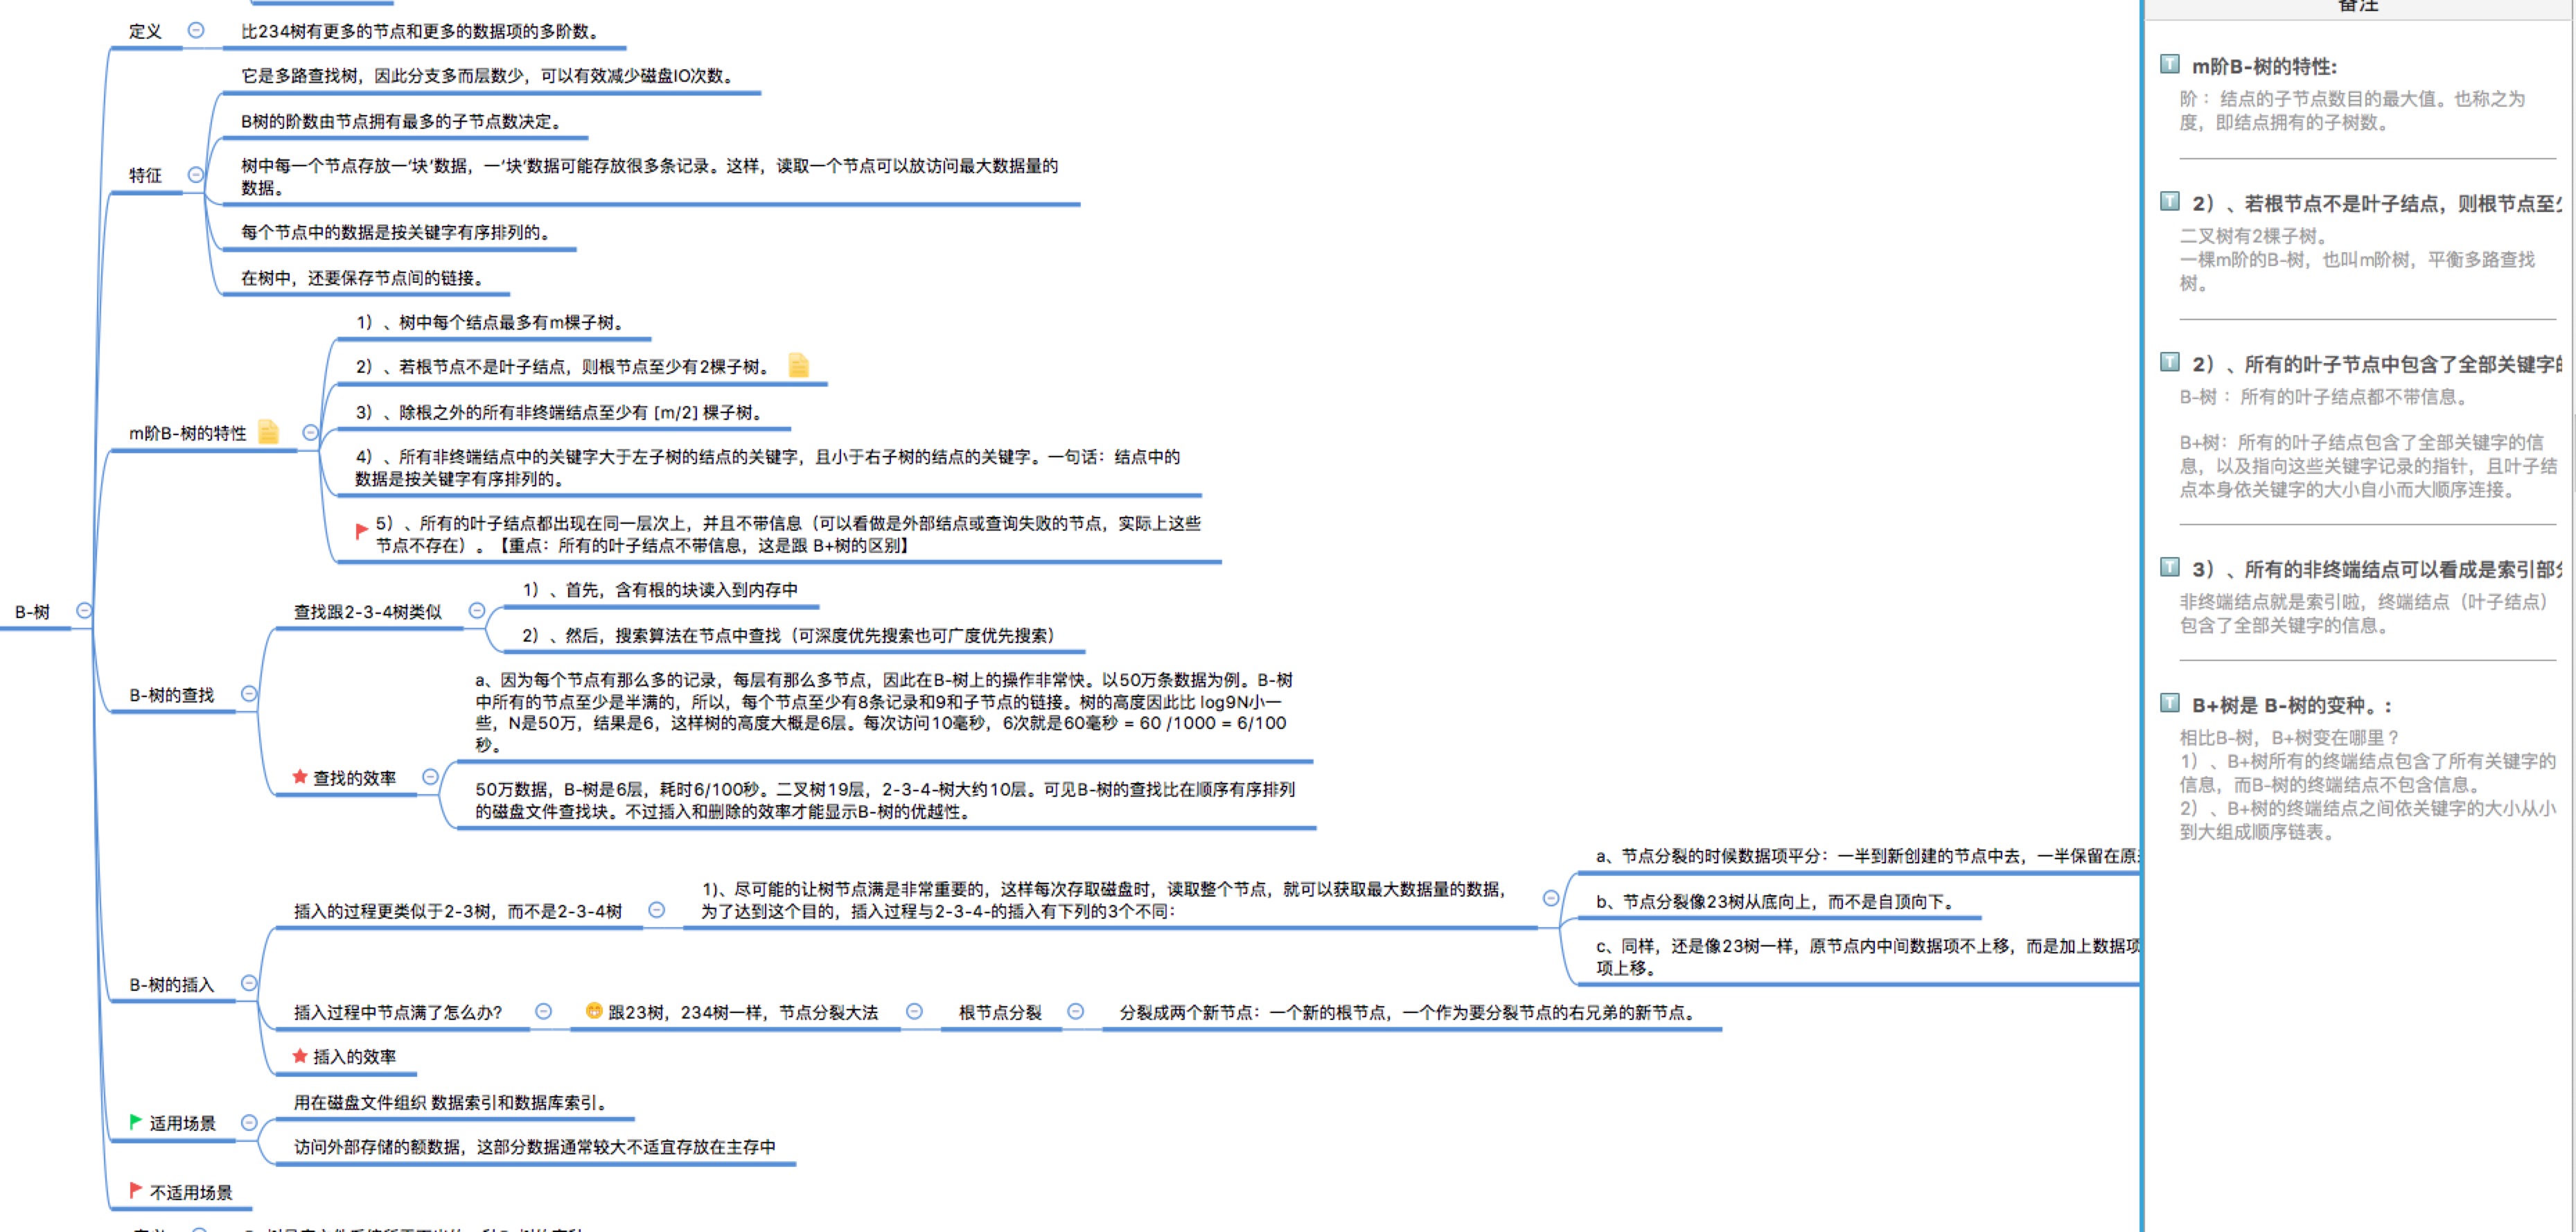 定义
比234树有更多的节点和更多的数据项的多阶数。
特征
它是多路查找树，因此分支多而层数少，可以有效减少磁盘IO次数。
B树的阶数由节点拥有最多的子节点数决定。
树中每一个节点存放一‘块’数据，一‘块’数据可能存放很多条记录。这样，读取一个节点可以放访问最大数据量的
数据。
每个节点中的数据是按关键字有序排列的。
在树中，还要保存节点间的链接。
m阶B-树的特性
1）、树中每个结点最多有m棵子树。
2）、若根节点不是叶子结点，则根节点至少有2棵子树。
3）、除根之外的所有非终端结点至少有 [m/2] 棵子树。
4）、所有非终端结点中的关键字大于左子树的结点的关键字，且小于右子树的结点的关键字。一句话：结点中的
数据是按关键字有序排列的。
5）、所有的叶子结点都出现在同一层次上，并且不带信息（可以看做是外部结点或查询失败的节点，实际上这些
节点不存在）。【重点：所有的叶子结点不带信息，这是跟 B+树的区别】
B-树
B-树的查找
查找跟2-3-4树类似
1）、首先，含有根的块读入到内存中
2）、然后，搜索算法在节点中查找（可深度优先搜索也可广度优先搜索）
查找的效率
a、因为每个节点有那么多的记录，每层有那么多节点，因此在B-树上的操作非常快。以50万条数据为例。B-树
中所有的节点至少是半满的，所以，每个节点至少有8条记录和9和子节点的链接。树的高度因此比 log9N小一
些，N是50万，结果是6，这样树的高度大概是6层。每次访问10毫秒，6次就是60毫秒 = 60 /1000 = 6/100
秒。
50万数据，B-树是6层，耗时6/100秒。二叉树19层，2-3-4-树大约10层。可见B-树的查找比在顺序有序排列
的磁盘文件查找块。不过插入和删除的效率才能显示B-树的优越性。
B-树的插入
插入的过程更类似于2-3树，而不是2-3-4树
1)、尽可能的让树节点满是非常重要的，这样每次存取磁盘时，读取整个节点，就可以获取最大数据量的数据，
为了达到这个目的，插入过程与2-3-4-的插入有下列的3个不同：
a、节点分裂的时候数据项平分：一半到新创建的节点中去，一半保留在原
b、节点分裂像23树从底向上，而不是自顶向下。
c、同样，还是像23树一样，原节点内中间数据项不上移，而是加上数据项
项上移。
插入过程中节点满了怎么办？
跟23树，234树一样，节点分裂大法
根节点分裂
分裂成两个新节点：一个新的根节点，一个作为要分裂节点的右兄弟的新节点。
插入的效率
适用场景
用在磁盘文件组织 数据索引和数据库索引。
访问外部存储的额数据，这部分数据通常较大不适宜存放在主存中
不适用场景
备注
m阶B-树的特性:
阶： 结点的子节点数目的最大值。也称之为
度，即结点拥有的子树数。
2）、若根节点不是叶子结点，则根节点至少
二叉树有2棵子树。
一棵m阶的B-树，也叫m阶树，平衡多路查找
树。
2）、所有的叶子节点中包含了全部关键字的
B-树： 所有的叶子结点都不带信息。
B+树：所有的叶子结点包含了全部关键字的信
息，以及指向这些关键字记录的指针，且叶子结
点本身依关键字的大小自小而大顺序连接。
3）、所有的非终端结点可以看成是索引部分
非终端结点就是索引啦，终端结点（叶子结点）
包含了全部关键字的信息。
B+树是 B-树的变种。:
相比B-树，B+树变在哪里？
1）、B+树所有的终端结点包含了所有关键字的
信息，而B-树的终端结点不包含信息。
2）、B+树的终端结点之间依关键字的大小从小
到大组成顺序链表。